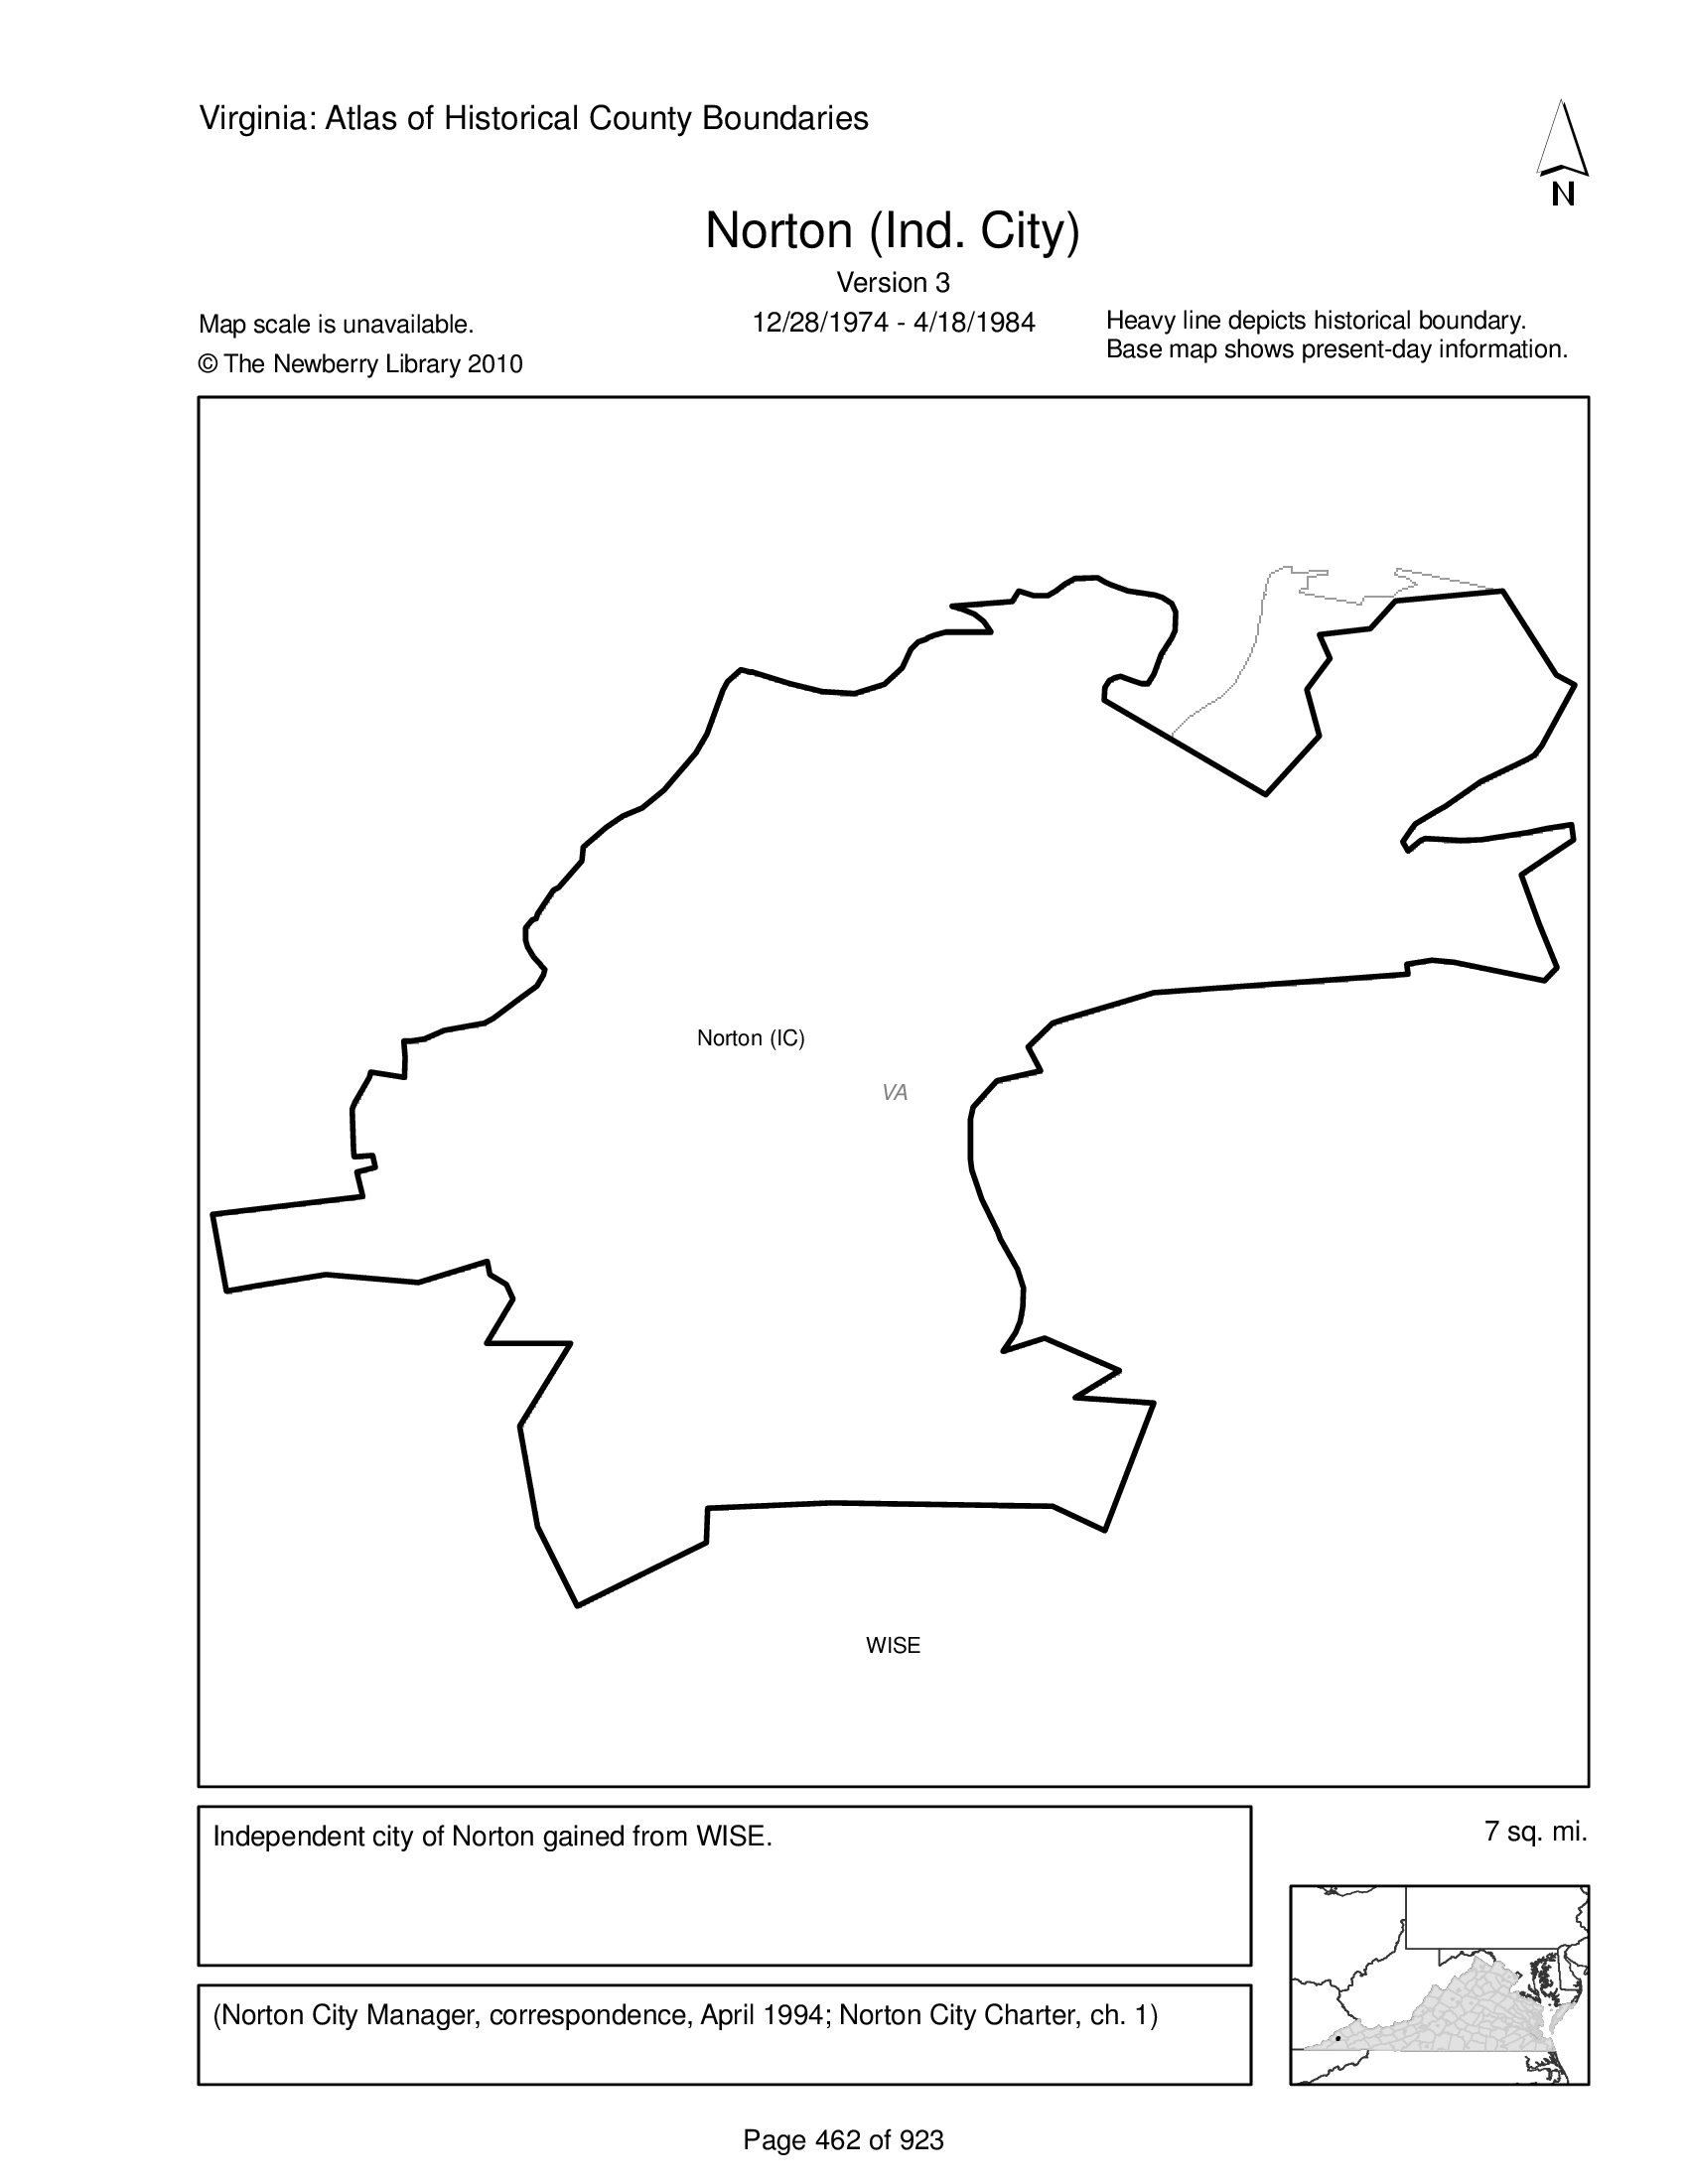 Virginia: Atlas of Historical County Boundaries
N
Norton (Ind. City)
Version 3
Map scale is unavailable.
12/28/1974 - 4/18/1984
Heavy line depicts historical boundary.
© The Newberry Library 2010
Base map shows present-day information.
Norton (IC)
VA
WISE
Independent city of Norton gained from WISE.
7 sq. mi.
(Norton City Manager, correspondence, April 1994; Norton City Charter, ch. 1)
Page 462 of 923